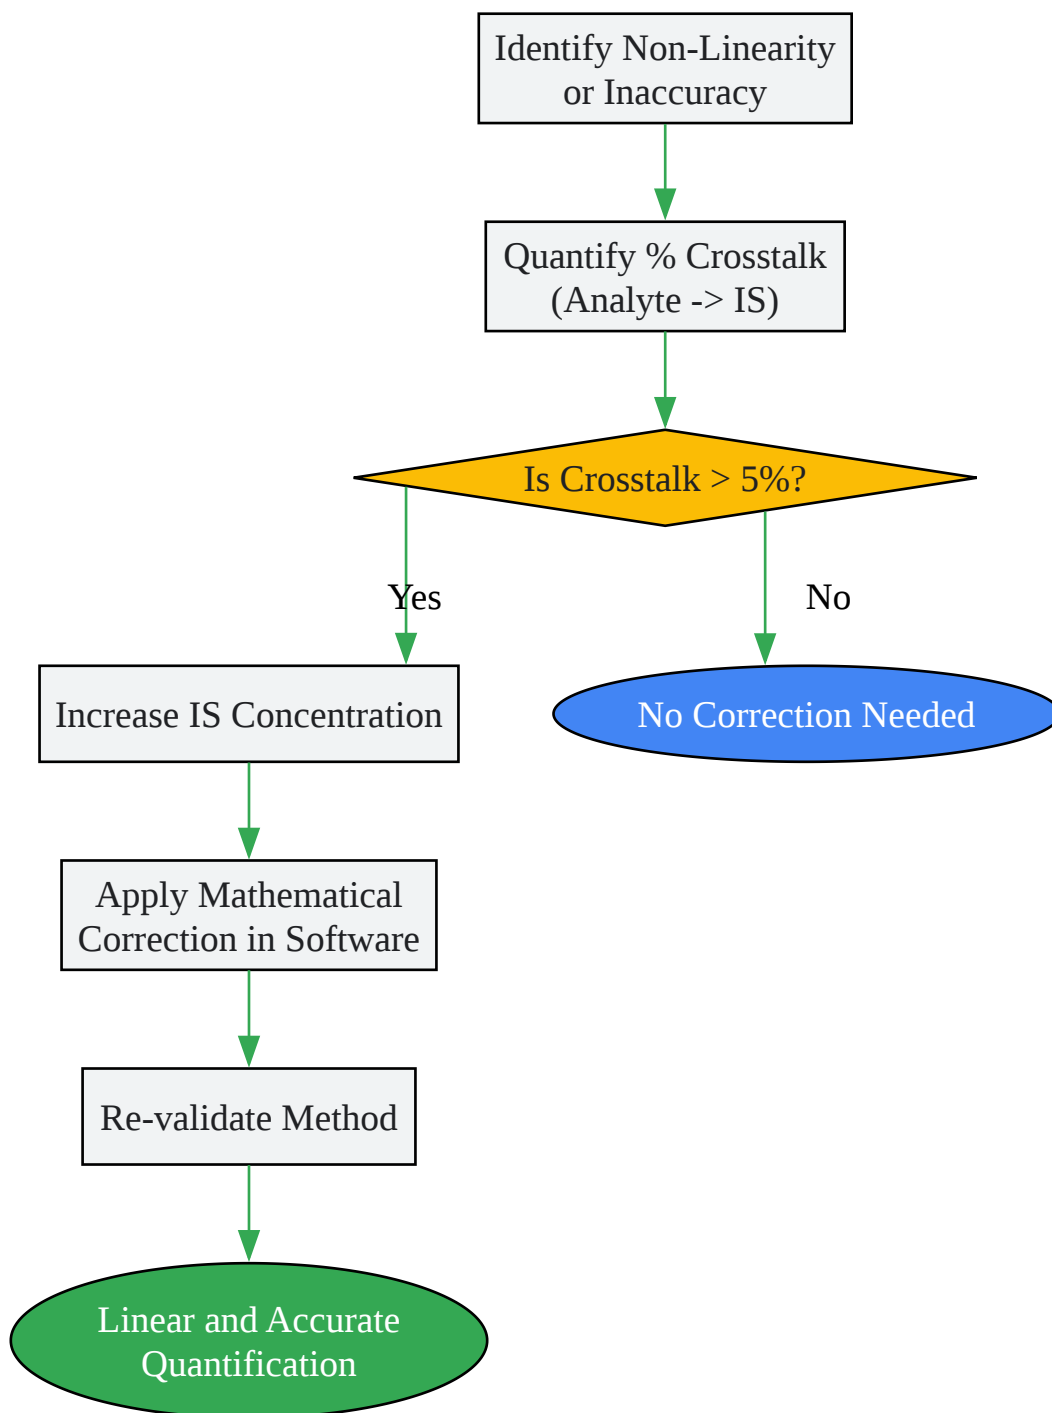 Identify Non-Linearity
or Inaccuracy
Quantify % Crosstalk
(Analyte -> IS)
Is Crosstalk > 5%?
Yes
No
Increase IS Concentration
No Correction Needed
Apply Mathematical
Correction in Software
Re-validate Method
Linear and Accurate
Quantification